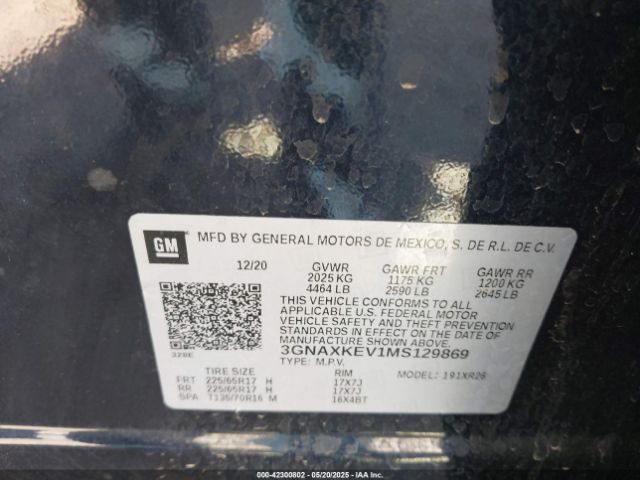 GM
MFD BY GENERAL MOTORS DE MEXICO, S. DE R.L. DE C.V.
12/20 GVWR GAWR FRT GAWR RR
2025 KG 1175 KG 1200 KG
4464 LB 2590 LB 2645 LB
THIS VEHICLE CONFORMS TO ALL
APPLICABLE U.S. FEDERAL MOTOR
VEHICLE SAFETY AND THEFT PREVENTION
STANDARDS IN EFFECT ON THE DATE OF
MANUFACTURE SHOWN ABOVE.
328E
3GNAXKEV1MS129869
TYPE: M.P.V. MODEL: 191XR26
TIRE SIZE RIM
FRT 225/65R17 H 17X7J
RR 225/65R17 H 17X7J
SPA T135/70R16 M 16X4BT
000-42300802 - 05/20/2025 - IAA Inc.